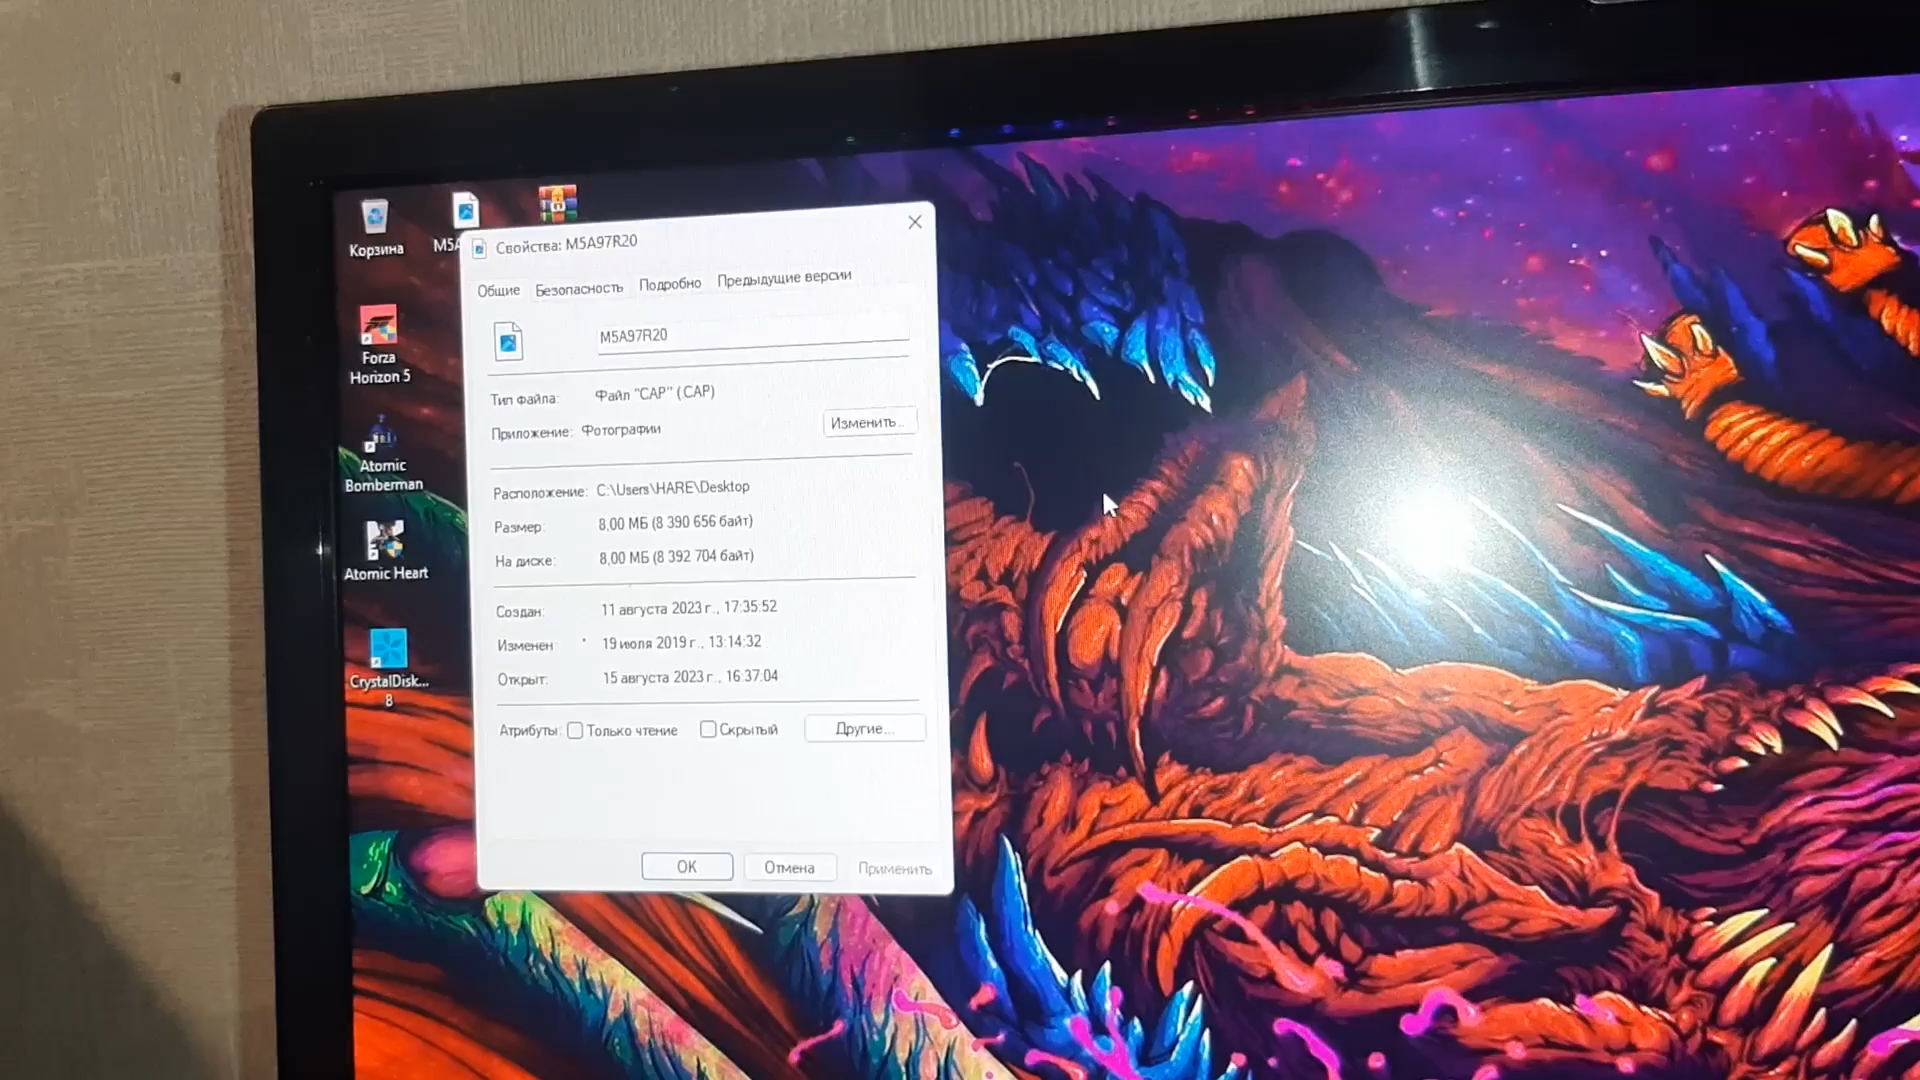 Корзина
M5A
Forza
Horizon 5
Atomic
Bomberman
Atomic Heart
CrystalDisk...
8
Свойства: M5A97R20
Общие Безопасность Подробно Предыдущие версии
M5A97R20
Тип файла: Файл "CAP" (.CAP)
Приложение: Фотографии Изменить...
Расположение: C:\Users\HARE\Desktop
Размер: 8,00 МБ (8 390 656 байт)
На диске: 8,00 МБ (8 392 704 байт)
Создан: 11 августа 2023 г., 17:35:52
Изменен: 19 июля 2019 г., 13:14:32
Открыт: 15 августа 2023 г., 16:37:04
Атрибуты: Только чтение Скрытый Другие...
OK Отмена Применить